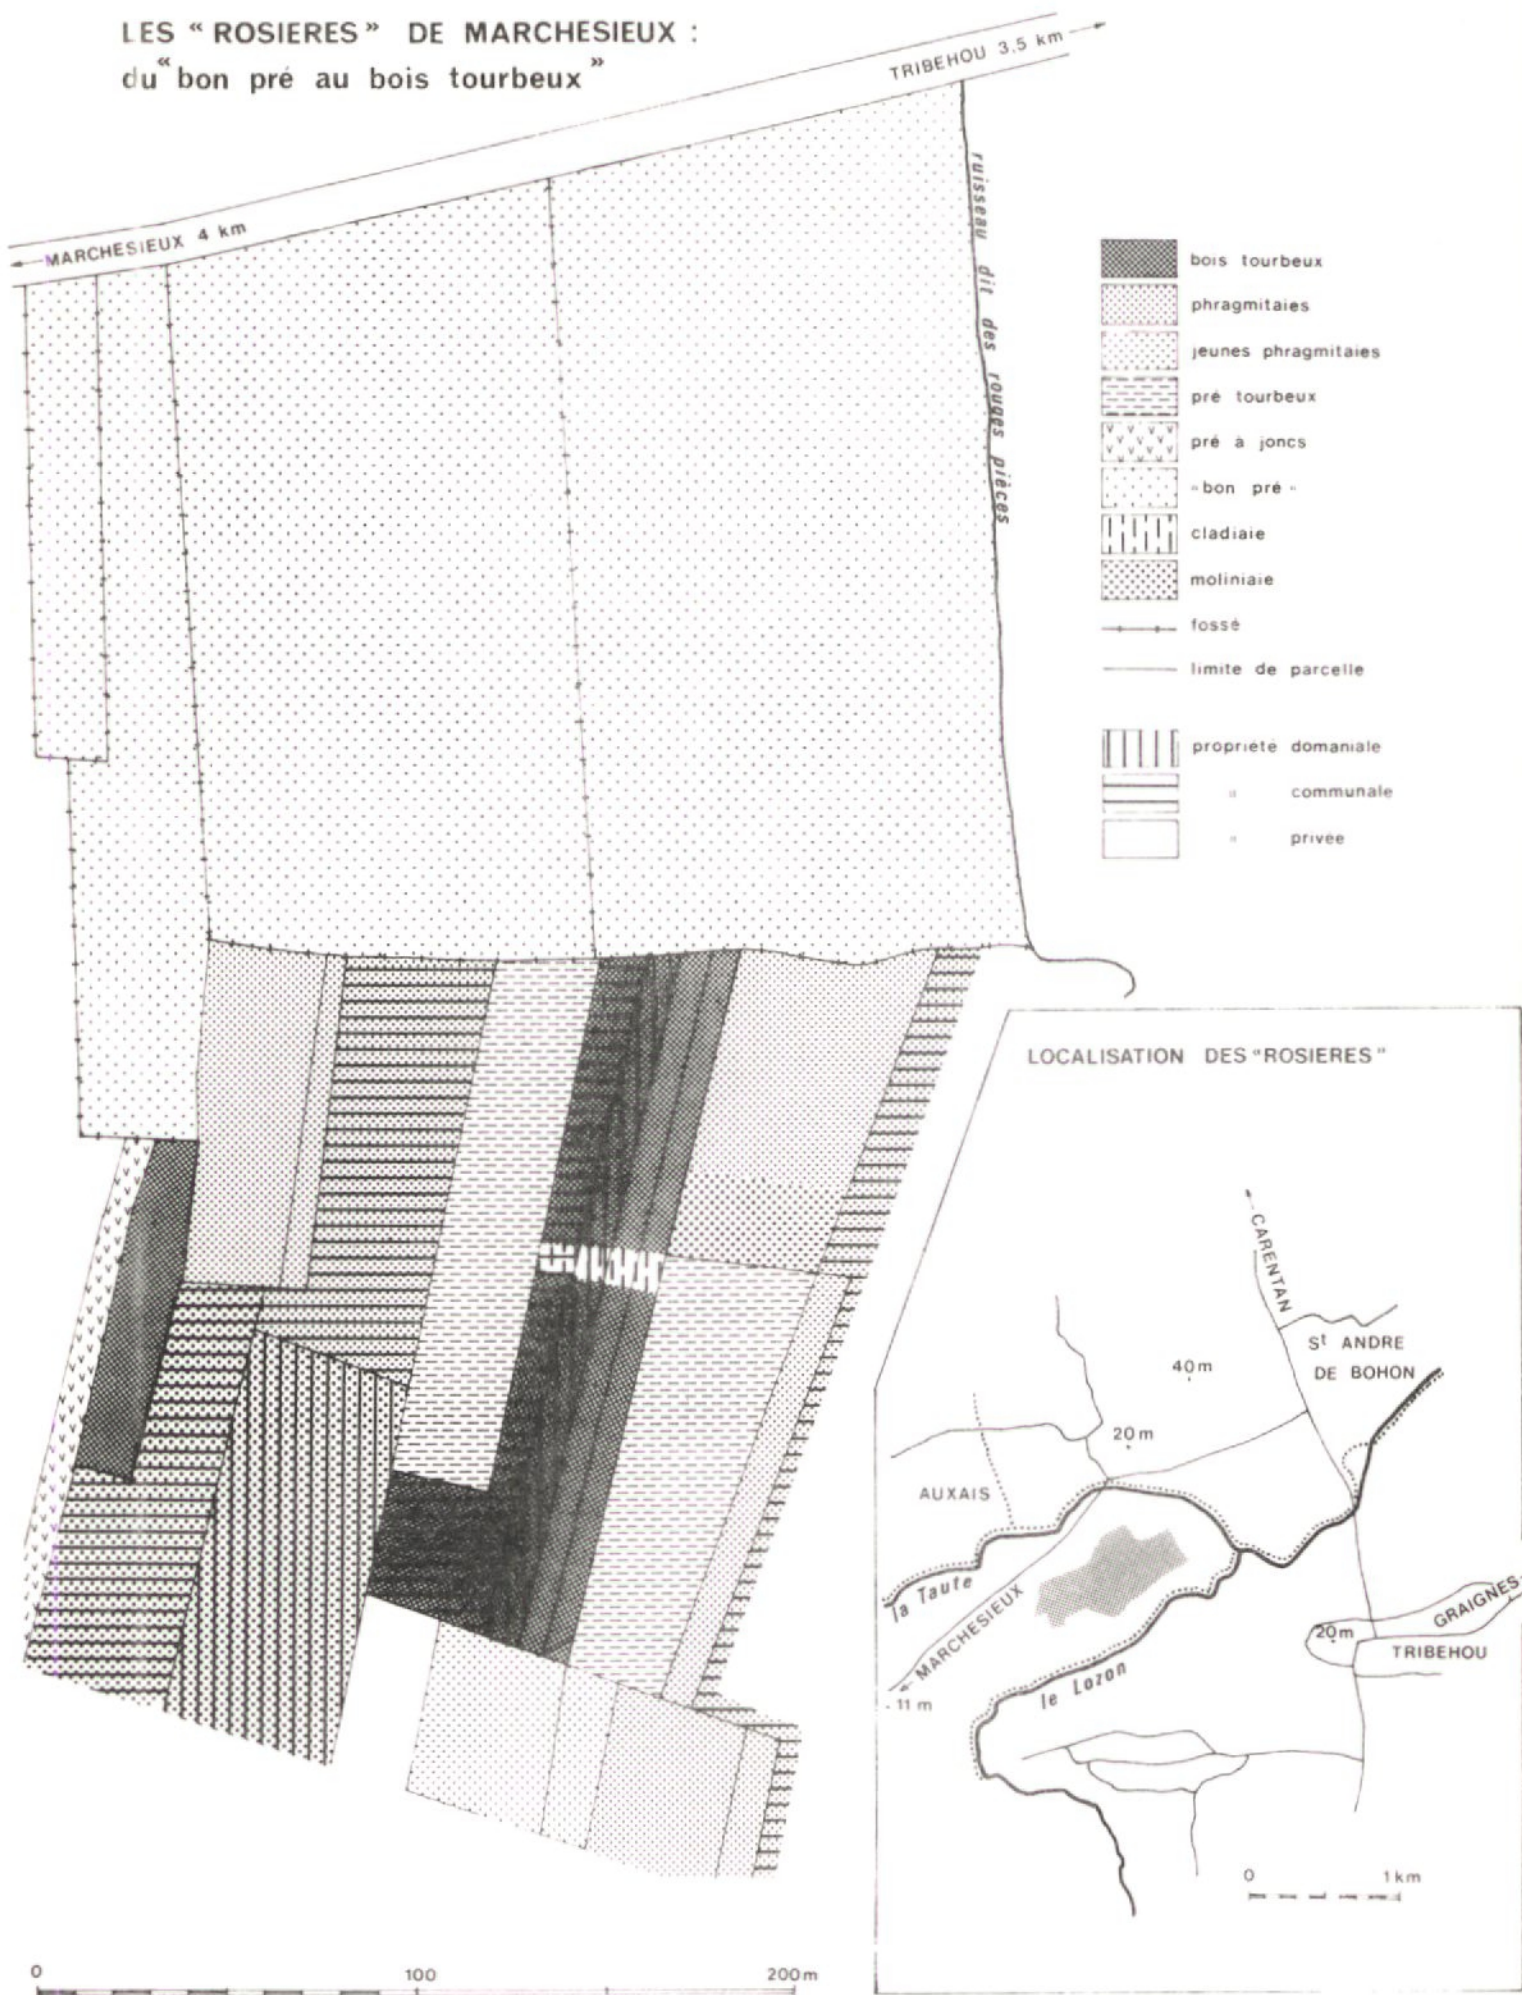 LES “ROSIERES” DE MARCHESIEUX :
du “bon pré au bois tourbeux”
TRIBEHOU 3,5 km
MARCHESIEUX 4 km
ruisseau dit des rouges pièces
bois tourbeux
phragmitaies
jeunes phragmitaies
pré tourbeux
pré à joncs
"bon pré"
cladiaie
moliniaie
fossé
limite de parcelle
propriété domaniale
" communale
" privée
LOCALISATION DES “ROSIERES”
CARENTAN
St ANDRE
DE BOHON
40m
20m
AUXAIS
la Taute
MARCHESIEUX
11 m
le Lozon
20m
GRAIGNES
TRIBEHOU
0 1 km
0 100 200m